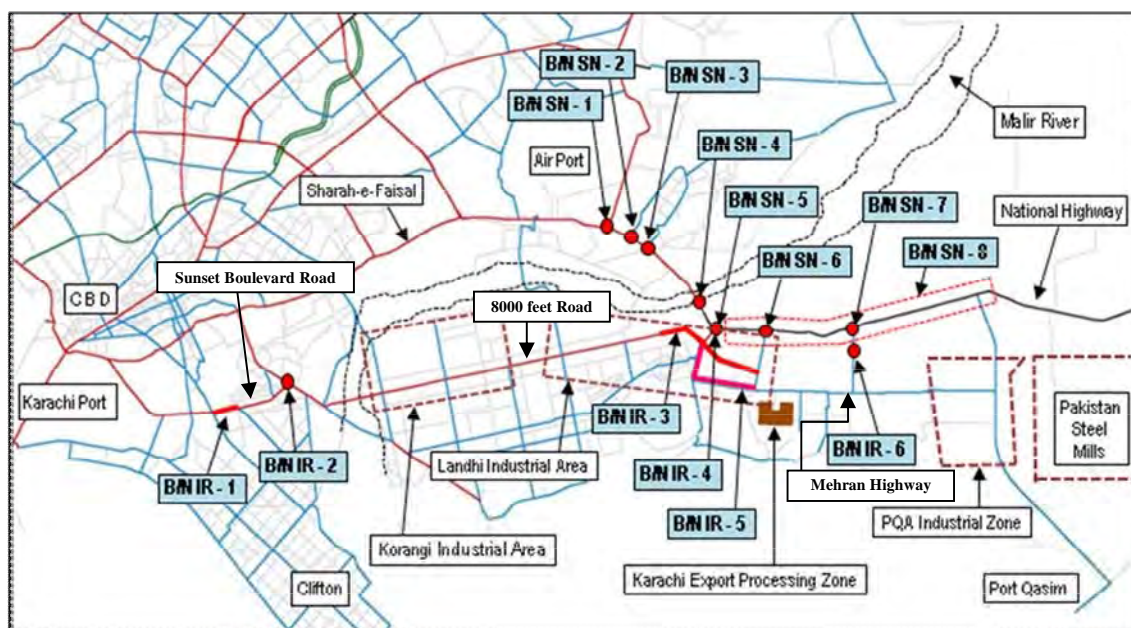 B/N SN - 2
B/N SN - 3
B/N SN - 1
Malir River
B/N SN - 4
Air Port
Sharah-e-Faisal
B/N SN - 5
B/N SN - 7
National Highway
B/N SN - 6
B/N SN - 8
Sunset Boulevard Road
CBD
8000 feet Road
Karachi Port
B/N IR - 3
Pakistan
Steel
Mills
B/N IR - 1
B/N IR - 2
Landhi Industrial Area
B/N IR - 4
B/N IR - 6
Mehran Highway
B/N IR - 5
PQA Industrial Zone
Korangi Industrial Area
Karachi Export Processing Zone
Clifton
Port Qasim